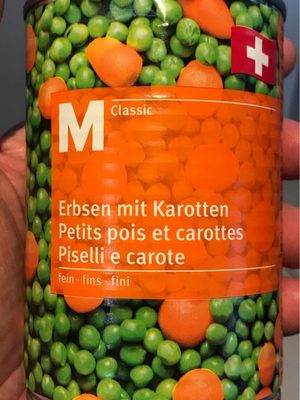 M
Classic
Erbsen mit Karotten
Petits pois et carottes
Piselli e carote
fein · fins · fini